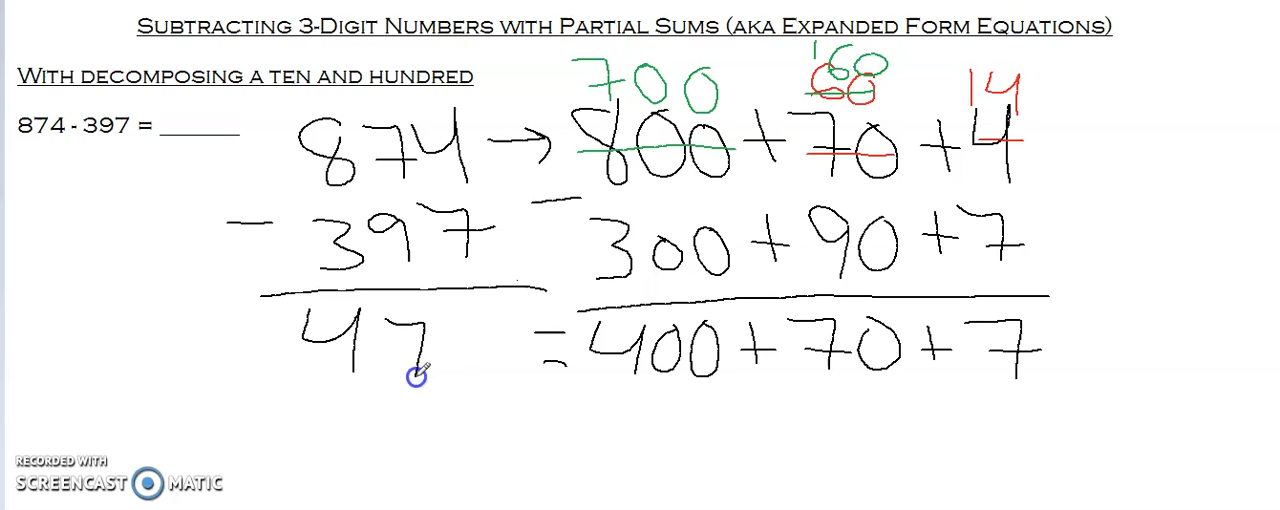 SUBTRACTING 3-DIGIT NUMBERS WITH PARTIAL SUMS (AKA EXPANDED FORM EQUATIONS)
WITH DECOMPOSING A TEN AND HUNDRED
874 - 397 = ______
700 160 60 14
874 → 800 + 70 + 4
- 397 - 300 + 90 + 7
47 = 400 + 70 + 7
RECORDED WITH
SCREENCAST MATIC